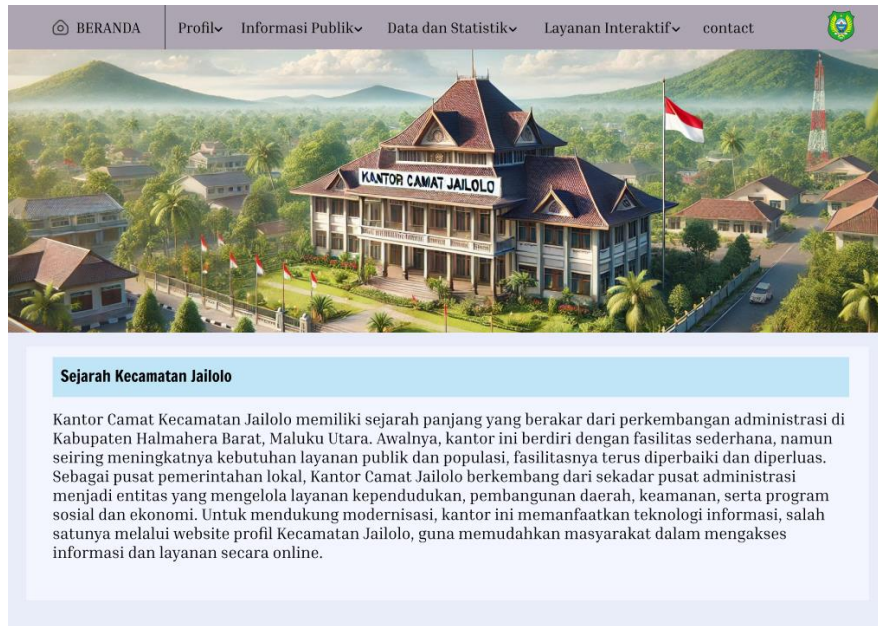 BERANDA
Profil
Informasi Publik
Data dan Statistik
Layanan Interaktif
contact
KANTOR CAMAT JAILOLO
Sejarah Kecamatan Jailolo
Kantor Camat Kecamatan Jailolo memiliki sejarah panjang yang berakar dari perkembangan administrasi di
Kabupaten Halmahera Barat, Maluku Utara. Awalnya, kantor ini berdiri dengan fasilitas sederhana, namun
seiring meningkatnya kebutuhan layanan publik dan populasi, fasilitasnya terus diperbaiki dan diperluas.
Sebagai pusat pemerintahan lokal, Kantor Camat Jailolo berkembang dari sekadar pusat administrasi
menjadi entitas yang mengelola layanan kependudukan, pembangunan daerah, keamanan, serta program
sosial dan ekonomi. Untuk mendukung modernisasi, kantor ini memanfaatkan teknologi informasi, salah
satunya melalui website profil Kecamatan Jailolo, guna memudahkan masyarakat dalam mengakses
informasi dan layanan secara online.